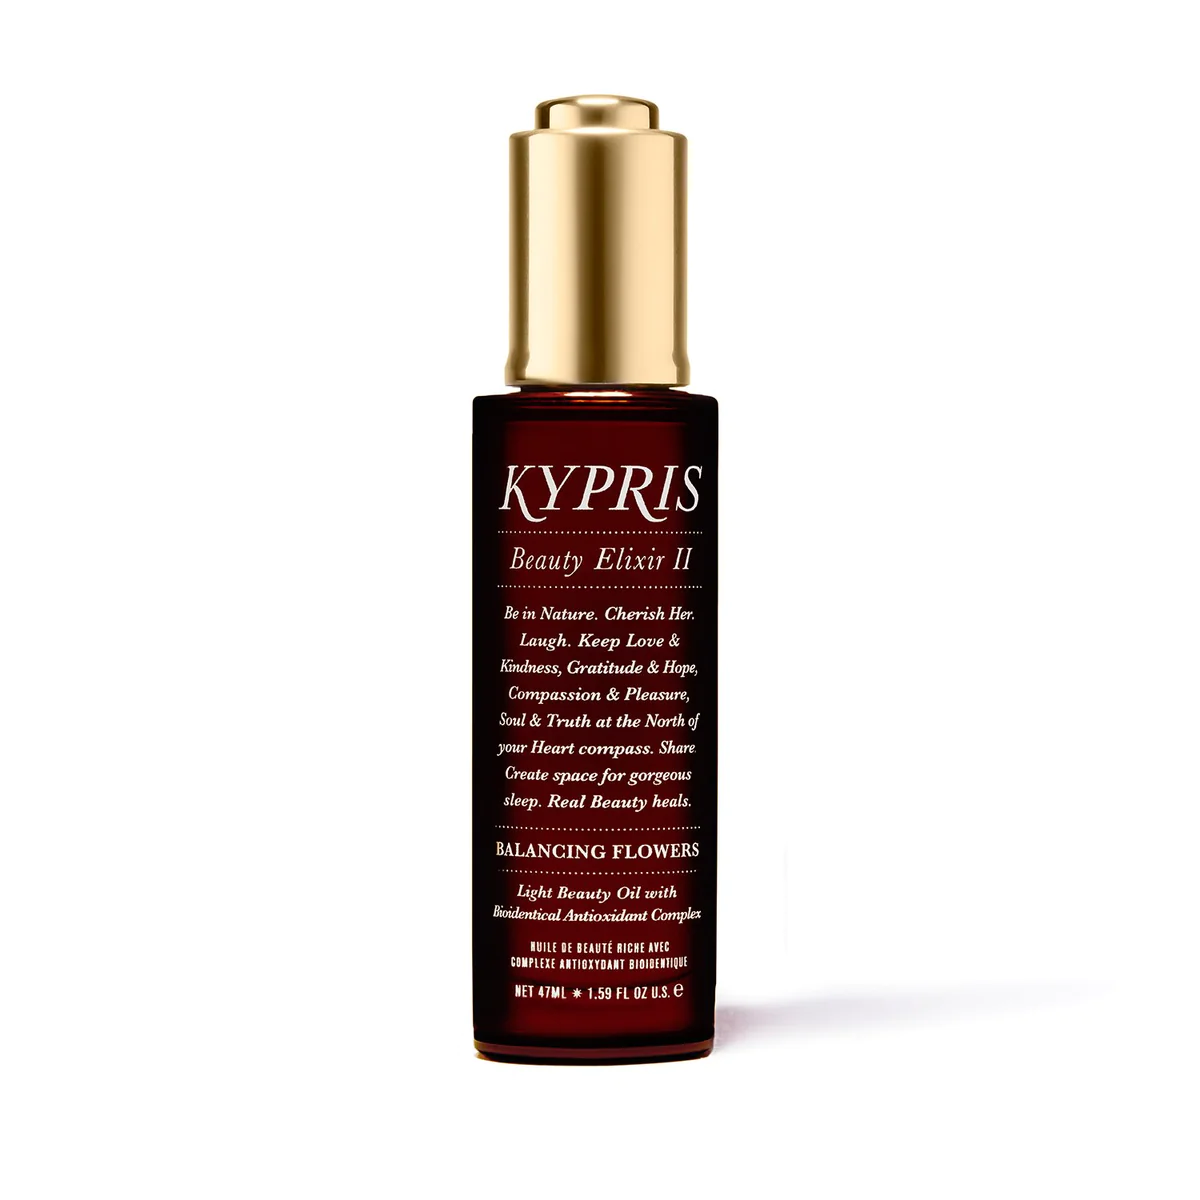 KYPRIS
Beauty Elixir II
Be in Nature. Cherish Her.
Laugh. Keep Love &
Kindness, Gratitude & Hope,
Compassion & Pleasure,
Soul & Truth at the North of
your Heart compass. Share.
Create space for gorgeous
sleep. Real Beauty heals.
BALANCING FLOWERS
Light Beauty Oil with
Bioidentical Antioxidant Complex
HUILE DE BEAUTÉ RICHE AVEC
COMPLEXE ANTIOXYDANT BIOIDENTIQUE
NET 47ML ✷ 1.59 FL OZ U.S. e